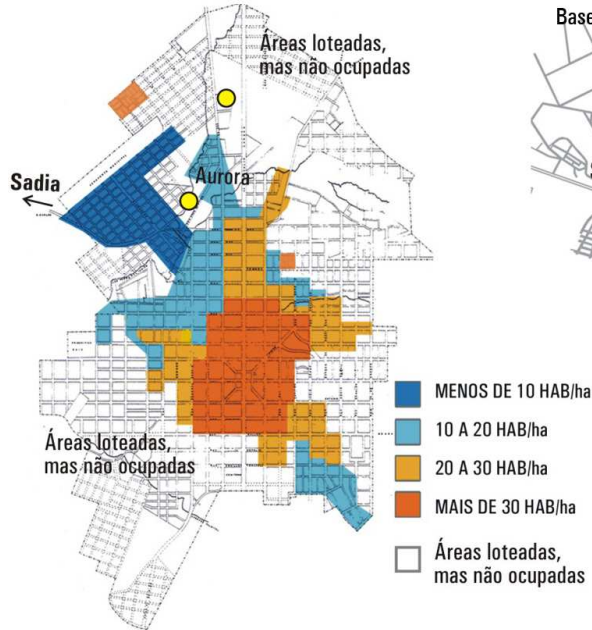 Base
Áreas loteadas,
mas não ocupadas
Sadia
Aurora
Áreas loteadas,
mas não ocupadas
MENOS DE 10 HAB/ha
10 A 20 HAB/ha
20 A 30 HAB/ha
MAIS DE 30 HAB/ha
Áreas loteadas,
mas não ocupadas